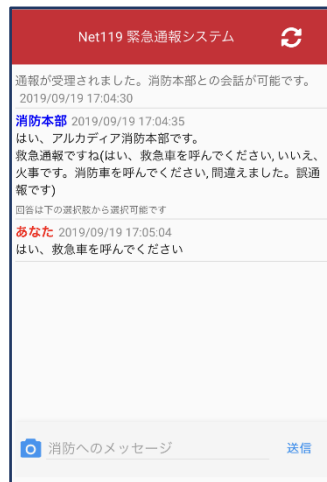 Net119 緊急通報システム
通報が受理されました。消防本部との会話が可能です。
2019/09/19 17:04:30
消防本部 2019/09/19 17:04:35
はい、アルカディア消防本部です。
救急通報ですね(はい、救急車を呼んでください, いいえ、
火事です。消防車を呼んでください, 間違えました。誤通
報です)
回答は下の選択肢から選択可能です
あなた 2019/09/19 17:05:04
はい、救急車を呼んでください
消防へのメッセージ
送信